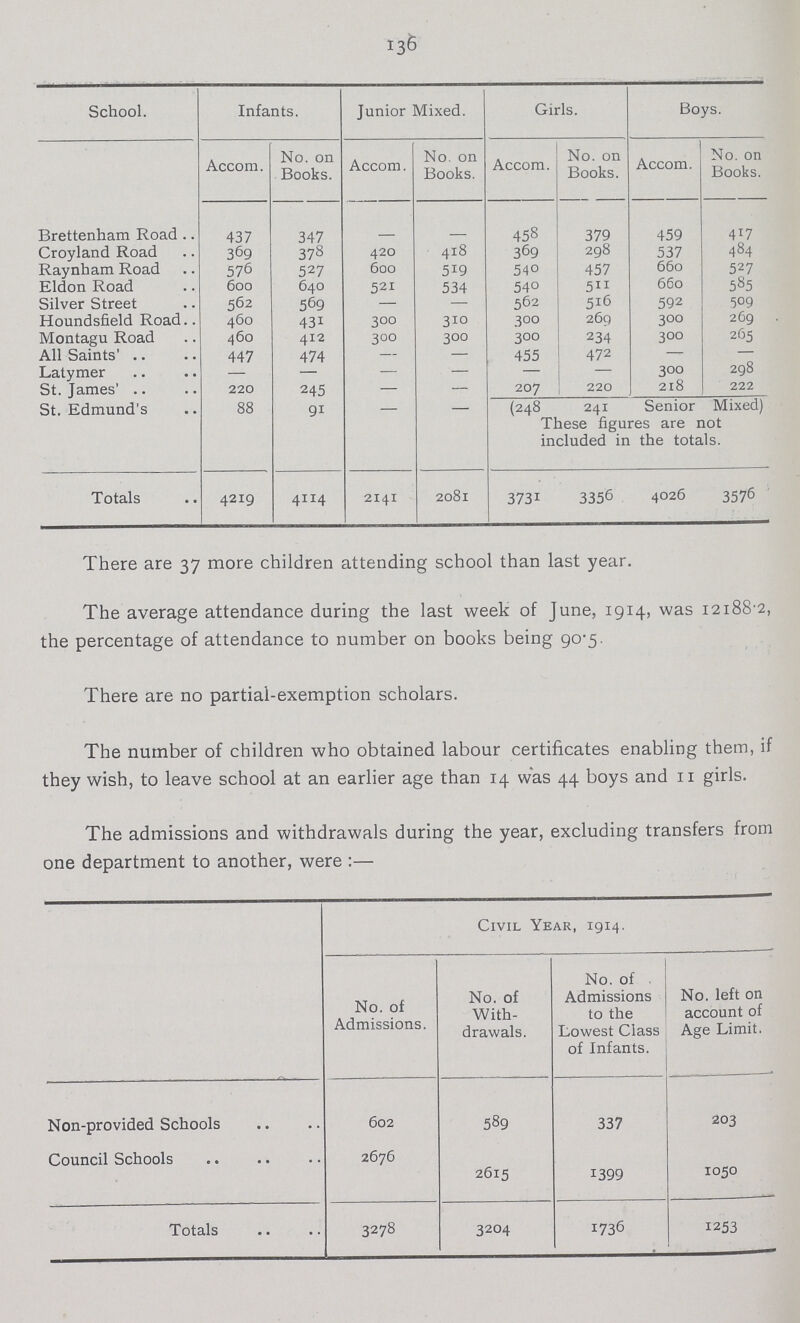 136
School. Infants. Junior Mixed. Girls. Boys.
Accom. No. on Books. Accom. No. on Books. Accom. No. on Books. Accom. No. on Books.
Brettenham Road .. 437 347 — — 458 379 459 417
Croyland Road .. 369 378 420 418 369 298 537 484
Raynham Road .. 576 527 600 519 540 457 660 527
Eldon Road .. 600 640 521 534 540 511 660 585
Silver Street .. 562 569 — — 562 516 592 509
Houndsfield Road.. 460 431 300 310 300 269 300 269
Montagu Road .. 460 412 300 300 300 234 300 265
All Saints' .. .. 447 474 — — 455 472 — —
Latymer .. .. — — — — — — 300 298
St. James' .. .. 220 245 — — 207 220 218 222
St. Edmund's .. 88 91 — — (248 241 Senior Mixed)
These figures are not
included in the totals.
Totals .. 4219 4114 2141 2081 3731 3356 4026 3576
There are 37 more children attending school than last year.
The average attendance during the last week of June, 1914, was 12188·2,
the percentage of attendance to number on books being 90·5.
There are no partial-exemption scholars.
The number of children who obtained labour certificates enabling them, if
they wish, to leave school at an earlier age than 14 was 44 boys and 11 girls.
The admissions and withdrawals during the year, excluding transfers from
one department to another, were :—
Civil Year, 1914.
No. of Admissions. No. of With-drawals. No. of Admissions to the Lowest Class of Infants. No. left on account of Age Limit.
Non-provided Schools .. .. 602 589 337 203
Council Schools .. .. .. 2676 2615 1399 1050
Totals .. .. 3278 3204 1736 1253